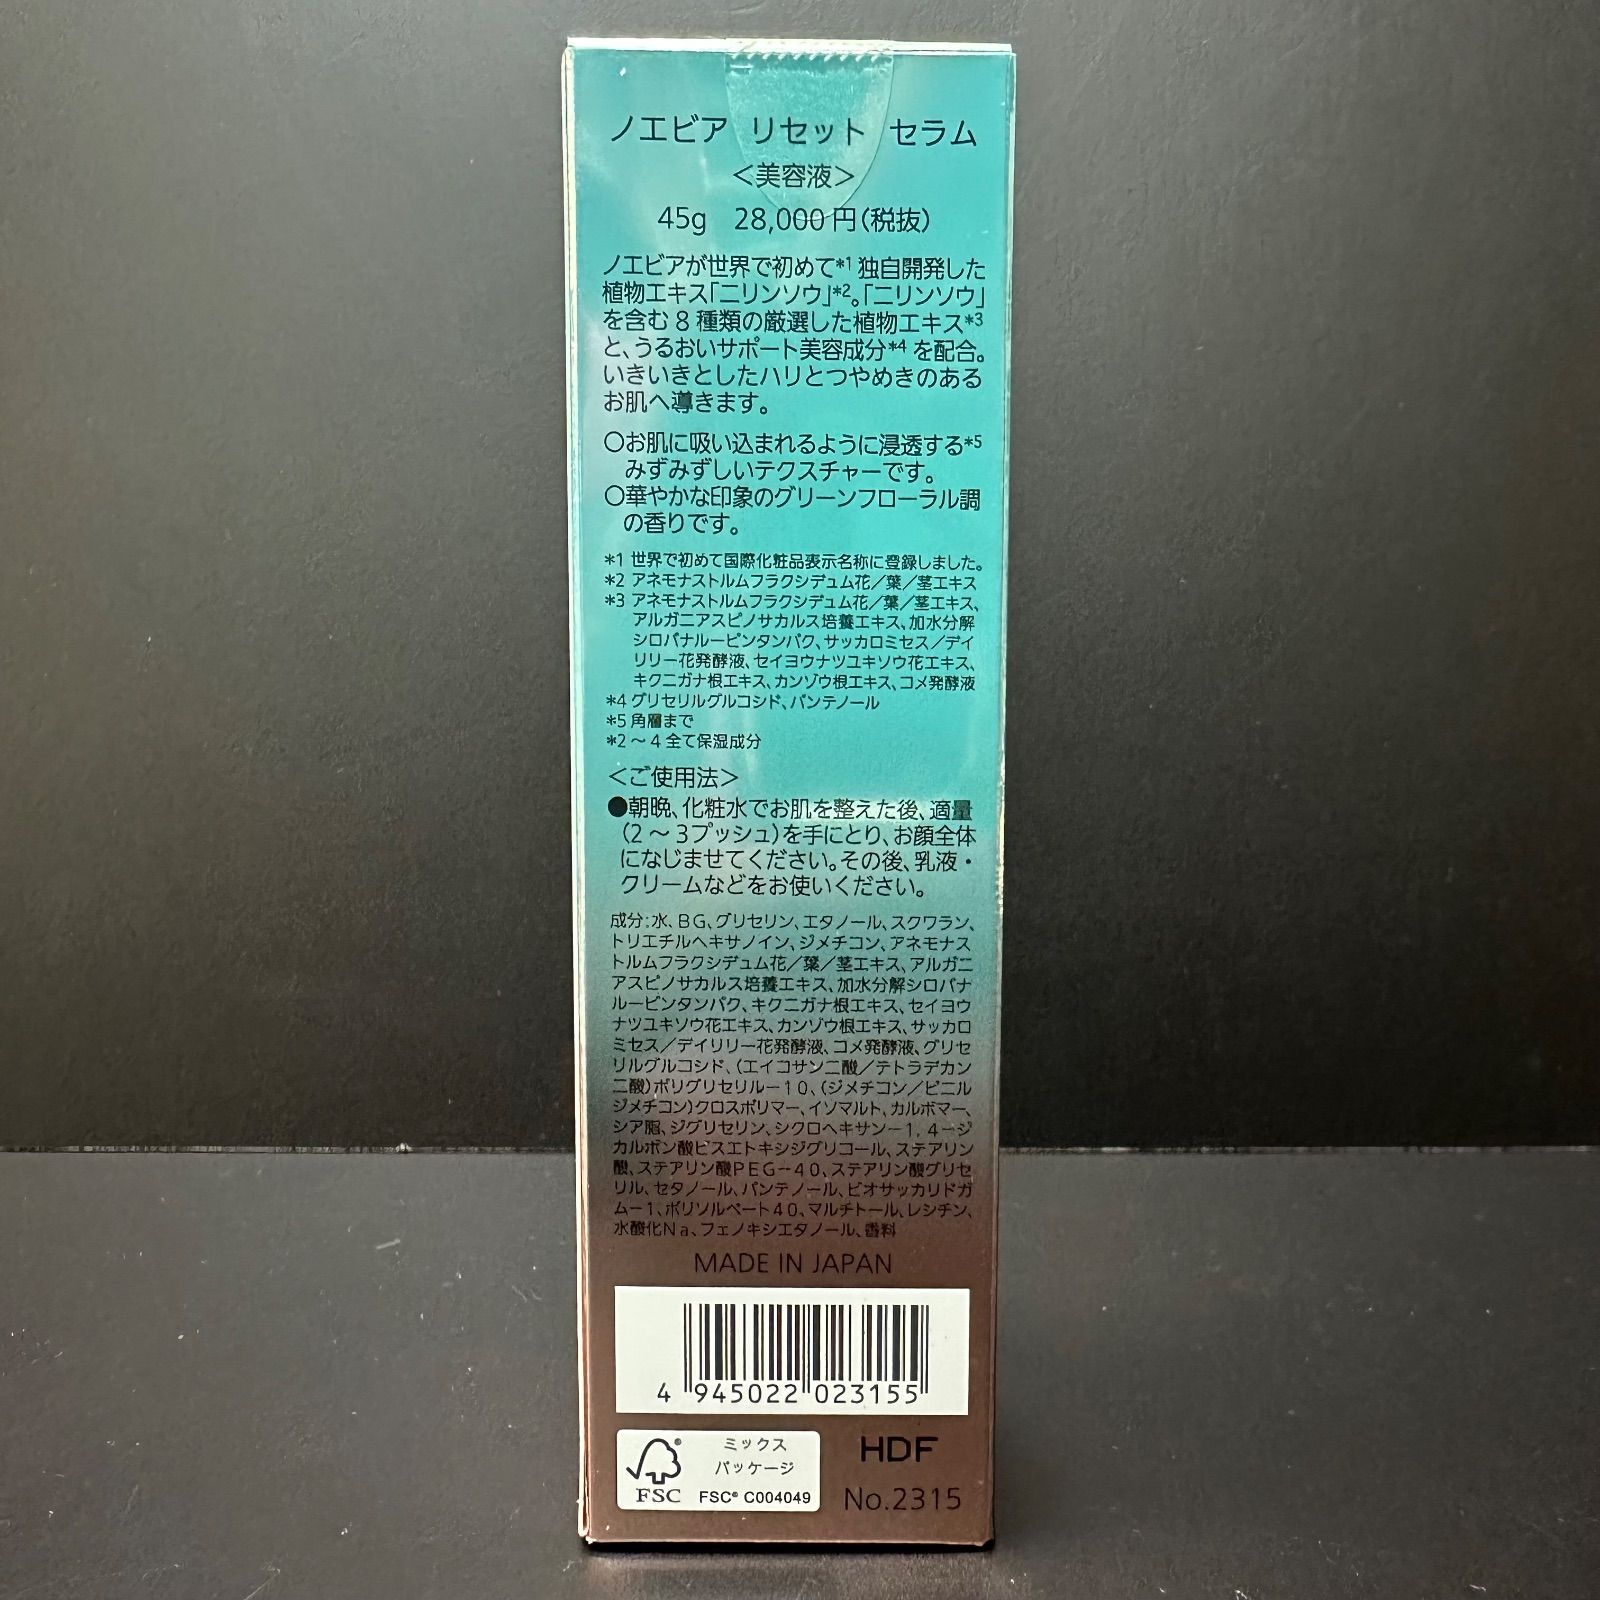 ノエビア リセット セラム
＜美容液＞
45g 28,000円(税抜)
ノエビアが世界で初めて*1 独自開発した
植物エキス「ニリンソウ」*2。「ニリンソウ」
を含む8種類の厳選した植物エキス*3
と、うるおいサポート美容成分*4 を配合。
いきいきとしたハリとつやめきのある
お肌へ導きます。
○お肌に吸い込まれるように浸透する*5
みずみずしいテクスチャーです。
○華やかな印象のグリーンフローラル調
の香りです。
*1 世界で初めて国際化粧品表示名称に登録しました。
*2 アネモナストルムフラクシデュム花／葉／茎エキス
*3 アネモナストルムフラクシデュム花／葉／茎エキス、
アルガニアスピノサカルス培養エキス、加水分解
シロバナルーピンタンパク、サッカロミセス／デイ
リリー花発酵液、セイヨウナツユキソウ花エキス、
キクニガナ根エキス、カンゾウ根エキス、コメ発酵液
*4 グリセリルグルコシド、パンテノール
*5 角層まで
*2～4 全て保湿成分
＜ご使用法＞
●朝晩、化粧水でお肌を整えた後、適量
(2～3プッシュ)を手にとり、お顔全体
になじませてください。その後、乳液・
クリームなどをお使いください。
成分：水、BG、グリセリン、エタノール、スクワラン、
トリエチルヘキサノイン、ジメチコン、アネモナス
トルムフラクシデュム花／葉／茎エキス、アルガニ
アスピノサカルス培養エキス、加水分解シロバナ
ルーピンタンパク、キクニガナ根エキス、セイヨウ
ナツユキソウ花エキス、カンゾウ根エキス、サッカロ
ミセス／デイリリー花発酵液、コメ発酵液、グリセ
リルグルコシド、(エイコサン二酸／テトラデカン
二酸)ポリグリセリル－10、(ジメチコン／ビニル
ジメチコン)クロスポリマー、イソマルト、カルボマー、
シア脂、ジグリセリン、シクロヘキサン－1，4－ジ
カルボン酸ビスエトキシジグリコール、ステアリン
酸、ステアリン酸PEG－40、ステアリン酸グリセ
リル、セタノール、パンテノール、ビオサッカリドガ
ム－1、ポリソルベート40、マルチトール、レシチン、
水酸化Na、フェノキシエタノール、香料
MADE IN JAPAN
4 945022 023155
ミックス
パッケージ
FSC
FSC® C004049
HDF
No.2315